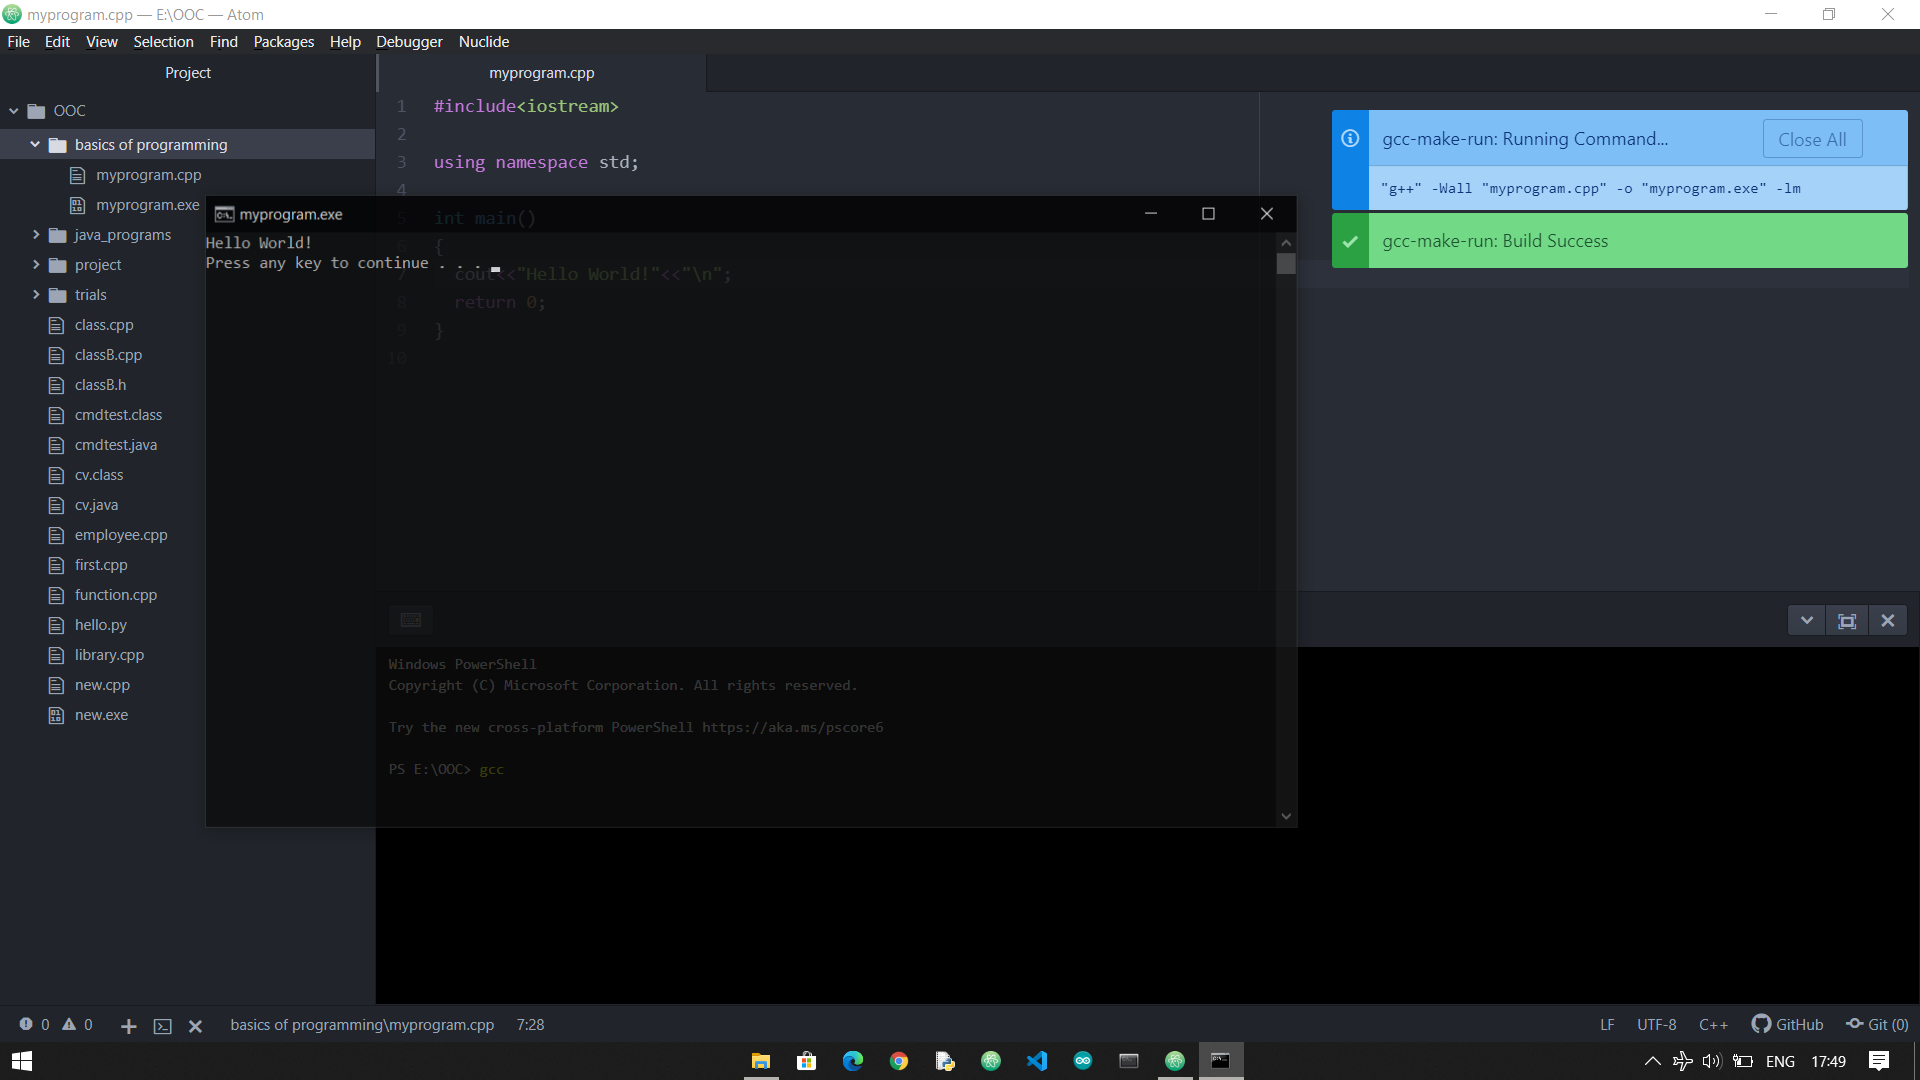 myprogram.cpp — E:\OOC — Atom
File Edit View Selection Find Packages Help Debugger Nuclide
Project
OOC
basics of programming
myprogram.cpp
myprogram.exe
java_programs
project
trials
class.cpp
classB.cpp
classB.h
cmdtest.class
cmdtest.java
cv.class
cv.java
employee.cpp
first.cpp
function.cpp
hello.py
library.cpp
new.cpp
new.exe
myprogram.cpp
1 #include<iostream>
2
3 using namespace std;
4
5 int main()
6 {
7 cout<<"Hello World!"<<"\n";
8 return 0;
9 }
10
myprogram.exe
Hello World!
Press any key to continue . . .
gcc-make-run: Running Command...
Close All
"g++" -Wall "myprogram.cpp" -o "myprogram.exe" -lm
gcc-make-run: Build Success
Windows PowerShell
Copyright (C) Microsoft Corporation. All rights reserved.
Try the new cross-platform PowerShell https://aka.ms/pscore6
PS E:\OOC> gcc
0 0 basics of programming\myprogram.cpp 7:28 LF UTF-8 C++ GitHub Git (0)
ENG 17:49